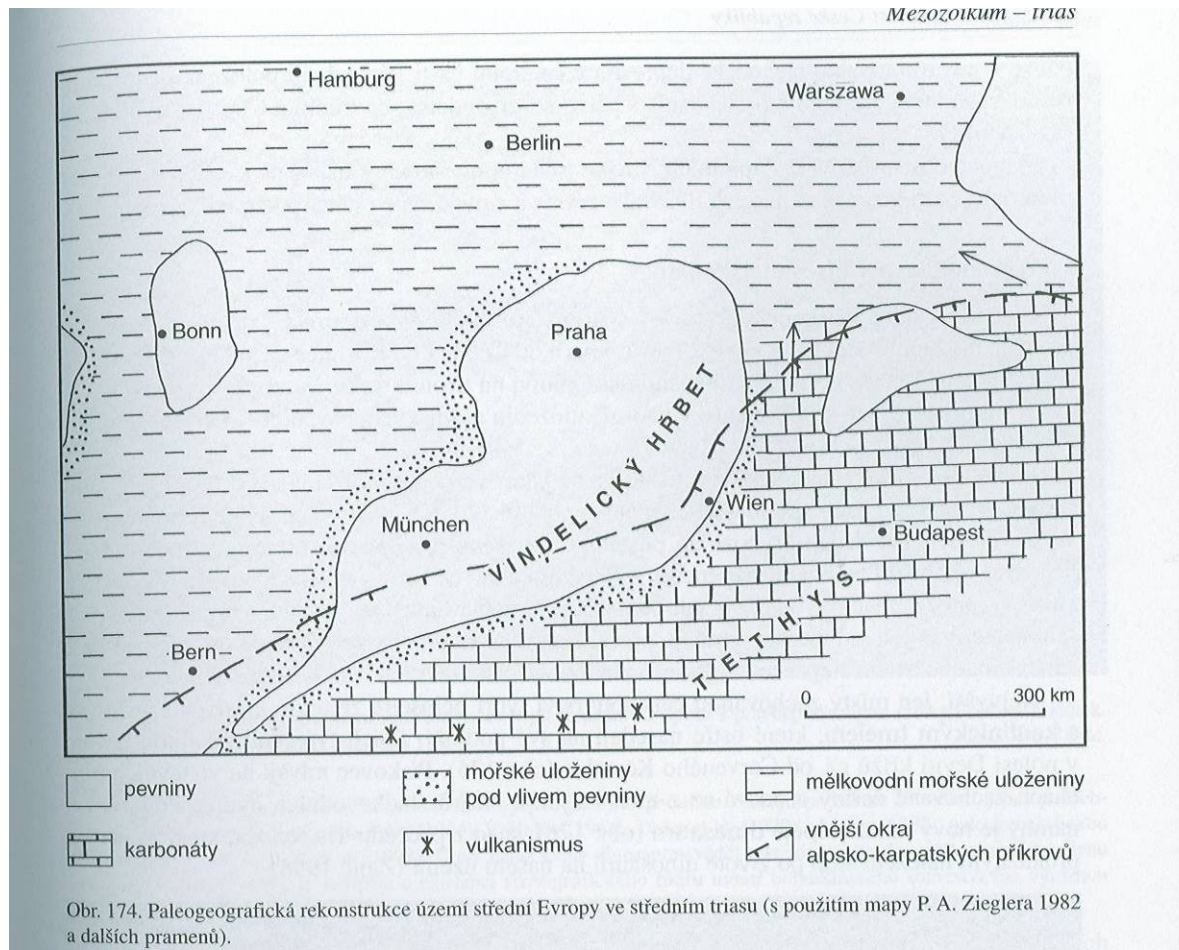 Mezozoikum – trias
Hamburg
Warszawa
Berlin
Bonn
Praha
VINDELICKÝ HŘBET
Wien
München
Budapest
TETHYS
Bern
0 300 km
pevniny
mořské uloženiny
pod vlivem pevniny
mělkovodní mořské uloženiny
karbonáty
vulkanismus
vnější okraj
alpsko-karpatských příkrovů
Obr. 174. Paleogeografická rekonstrukce území střední Evropy ve středním triasu (s použitím mapy P. A. Zieglera 1982
a dalších pramenů).